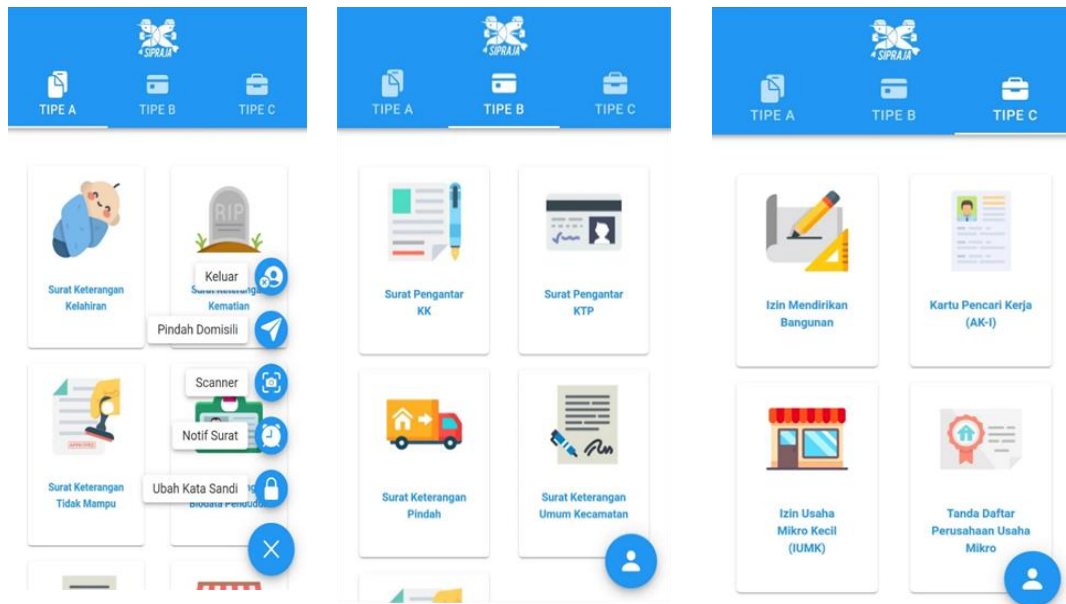 SIPRAJA
TIPE A
TIPE B
TIPE C
RIP
Surat Keterangan
Kelahiran
Kematian
Keluar
Pindah Domisili
Scanner
Notif Surat
Ubah Kata Sandi
APPROVED
Surat Keterangan
Tidak Mampu
SIPRAJA
TIPE A
TIPE B
TIPE C
Surat Pengantar
KK
Surat Pengantar
KTP
Surat Keterangan
Pindah
Surat Keterangan
Umum Kecamatan
SIPRAJA
TIPE A
TIPE B
TIPE C
Izin Mendirikan
Bangunan
Kartu Pencari Kerja
(AK-I)
Izin Usaha
Mikro Kecil
(IUMK)
Tanda Daftar
Perusahaan Usaha
Mikro